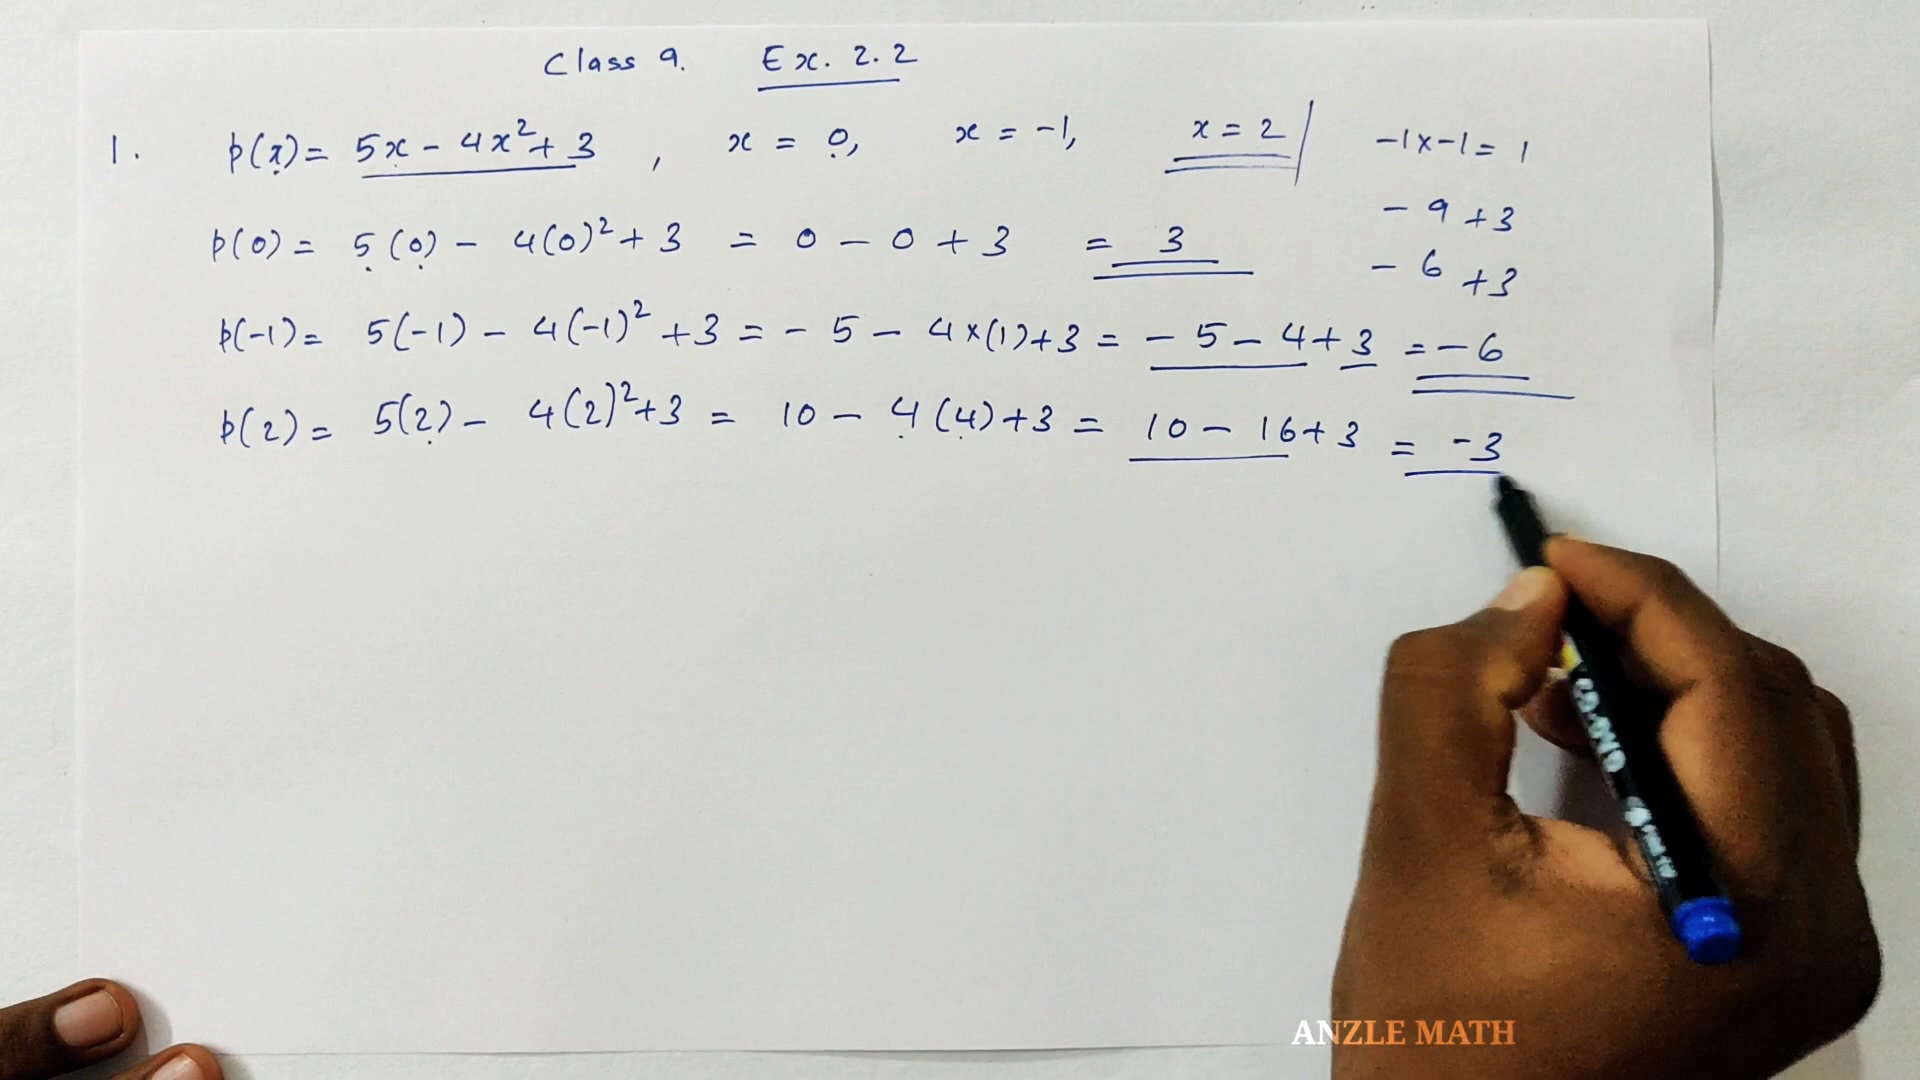 Class 9. Ex. 2.2
1. p(x) = 5x - 4x² + 3 , x = 0, x = -1, x = 2
-1 x -1 = 1
- 9 + 3
- 6 + 3
p(0) = 5(0) - 4(0)² + 3 = 0 - 0 + 3 = 3
p(-1) = 5(-1) - 4(-1)² + 3 = - 5 - 4×(1) + 3 = - 5 - 4 + 3 = - 6
p(2) = 5(2) - 4(2)² + 3 = 10 - 4(4) + 3 = 10 - 16 + 3 = -3
ANZLE MATH